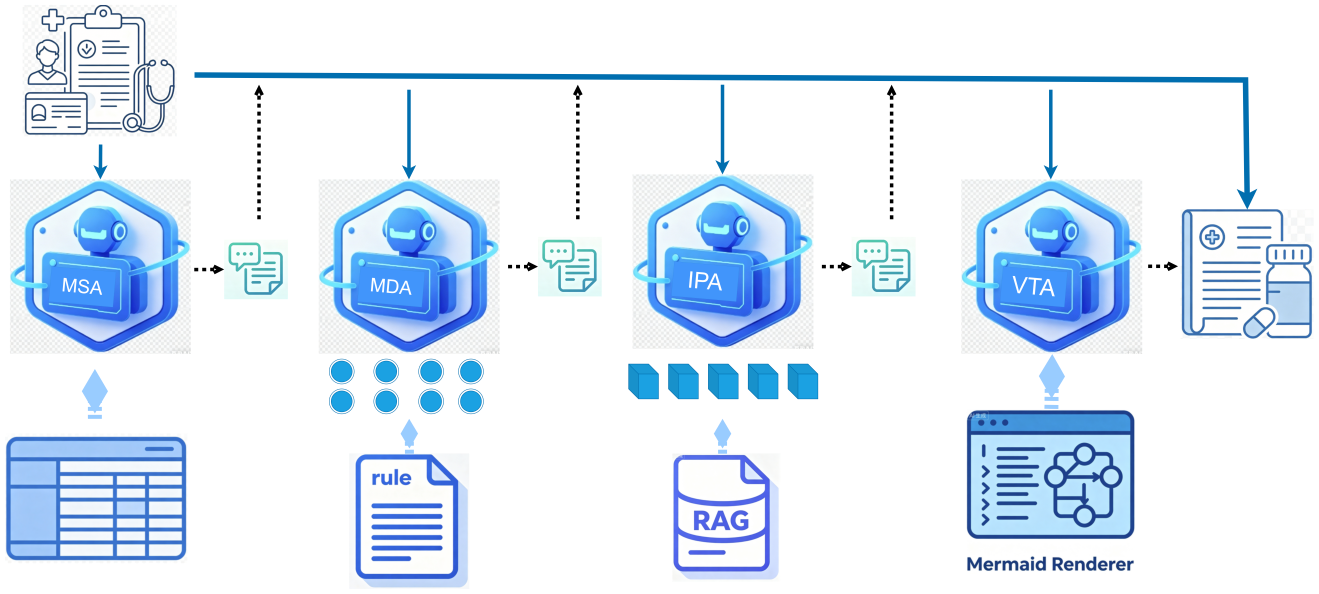 MSA
MDA
IPA
VTA
rule
RAG
Mermaid Renderer